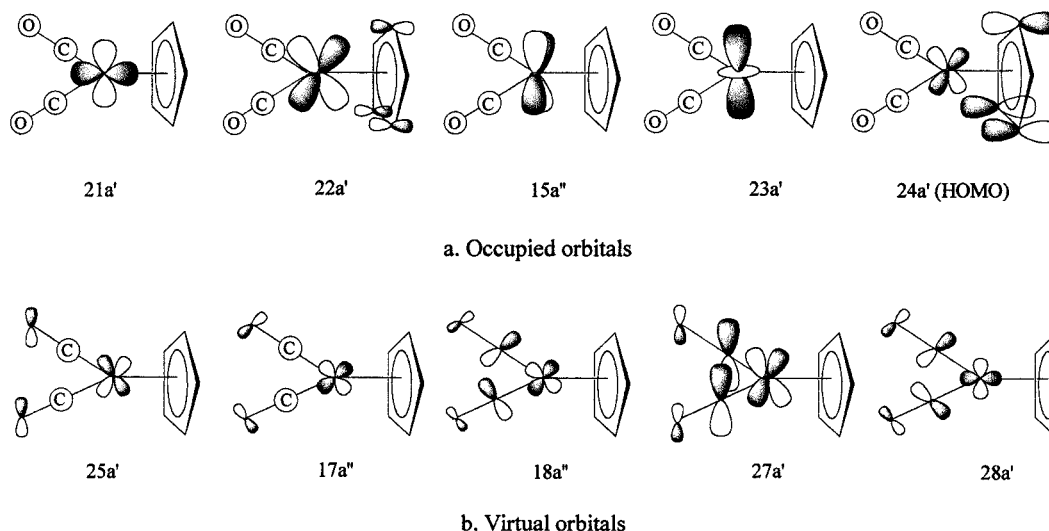 O C O C O C O C O C
O C O C O C O C O C
21a' 22a' 15a" 23a' 24a' (HOMO)
a. Occupied orbitals
C C
C C
25a' 17a" 18a" 27a' 28a'
b. Virtual orbitals